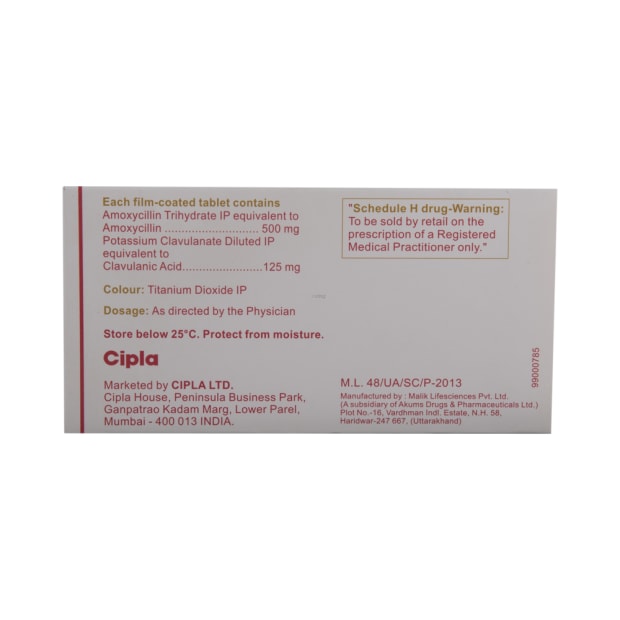 Each film-coated tablet contains
Amoxycillin Trihydrate IP equivalent to
Amoxycillin ............................ 500 mg
Potassium Clavulanate Diluted IP
equivalent to
Clavulanic Acid........................125 mg
Colour: Titanium Dioxide IP
Dosage: As directed by the Physician
Store below 25°C. Protect from moisture.
Cipla
Marketed by CIPLA LTD.
Cipla House, Peninsula Business Park,
Ganpatrao Kadam Marg, Lower Parel,
Mumbai - 400 013 INDIA.
"Schedule H drug-Warning:
To be sold by retail on the
prescription of a Registered
Medical Practitioner only."
M.L. 48/UA/SC/P-2013
Manufactured by : Malik Lifesciences Pvt. Ltd.
(A subsidiary of Akums Drugs & Pharmaceuticals Ltd.)
Plot No.-16, Vardhman Indl. Estate, N.H. 58,
Haridwar-247 667, (Uttarakhand)
99000785